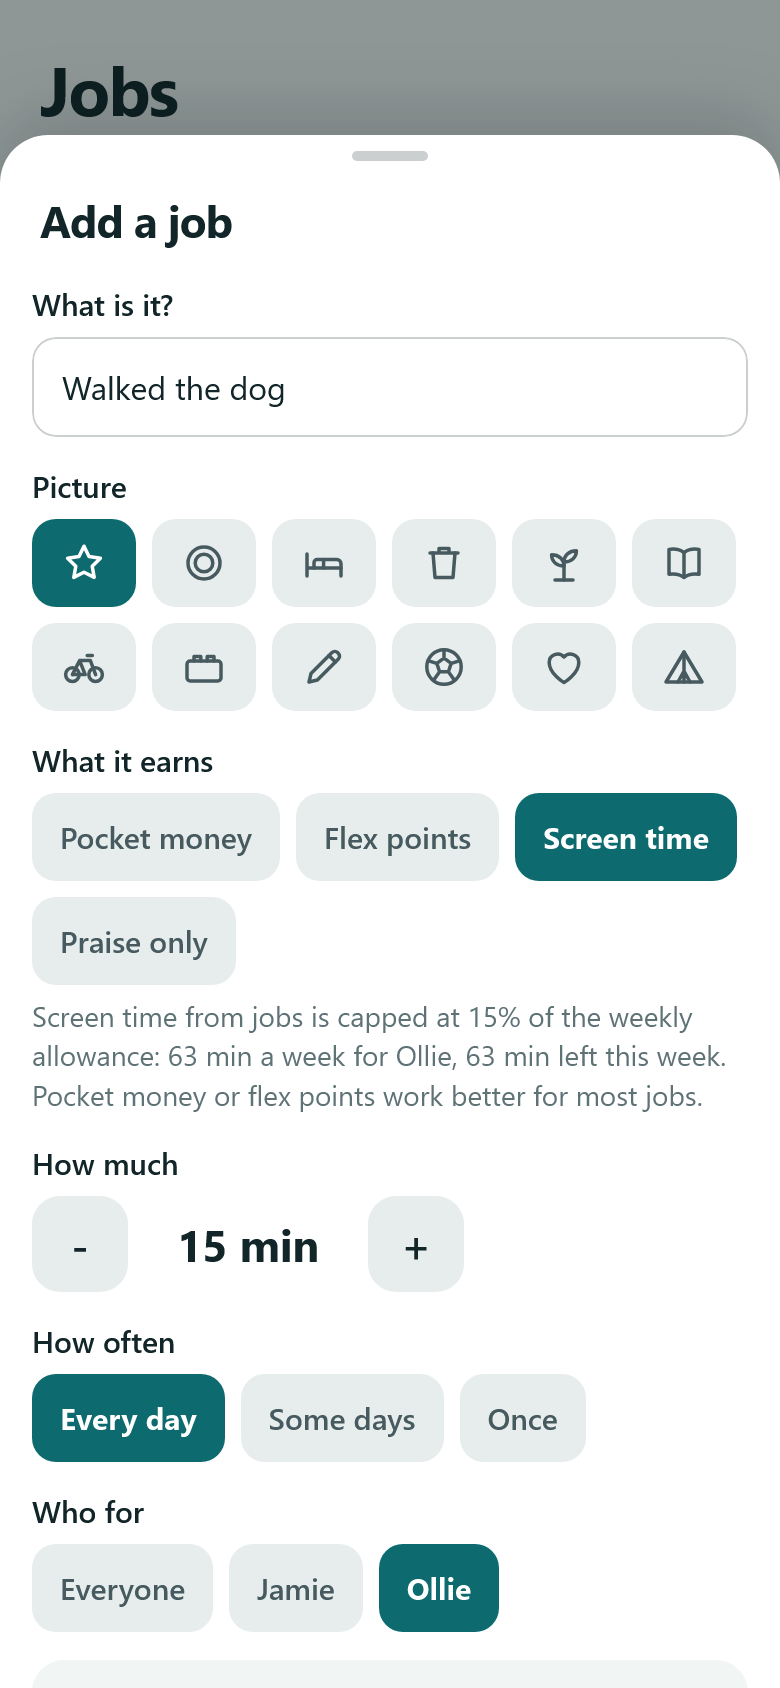 Jobs
Add a job
What is it?
Walked the dog
Picture
What it earns
Pocket money Flex points Screen time
Praise only
Screen time from jobs is capped at 15% of the weekly
allowance: 63 min a week for Ollie, 63 min left this week.
Pocket money or flex points work better for most jobs.
How much
- 15 min +
How often
Every day Some days Once
Who for
Everyone Jamie Ollie